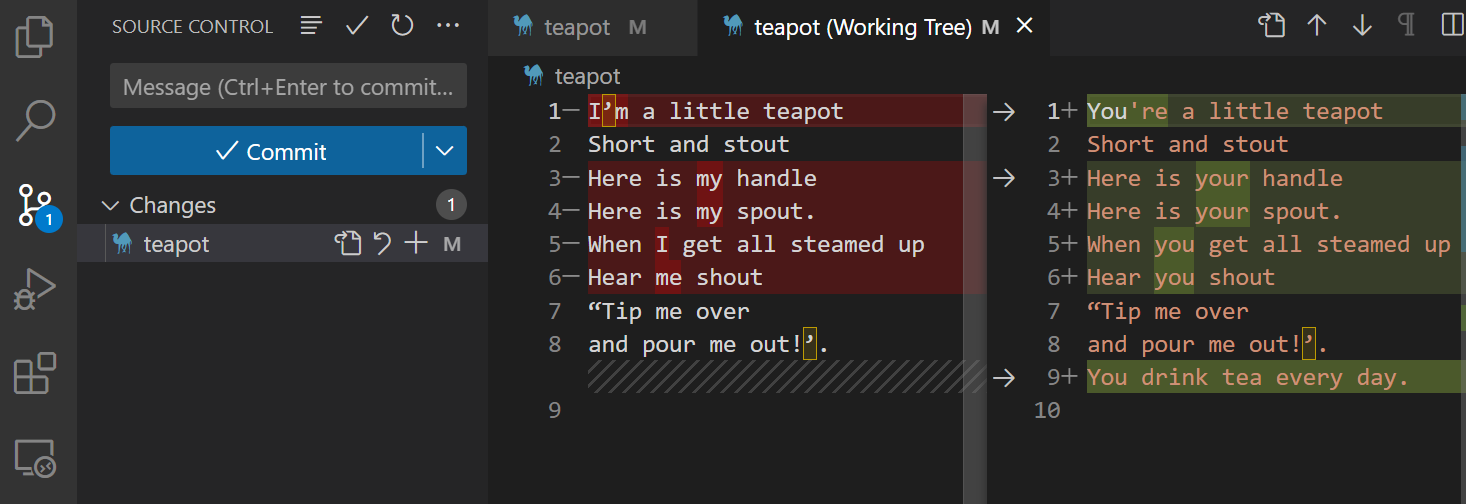 SOURCE CONTROL
Message (Ctrl+Enter to commit...
Commit
Changes 1
teapot M
1
teapot M
teapot (Working Tree) M
teapot
1— I’m a little teapot
2 Short and stout
3— Here is my handle
4— Here is my spout.
5— When I get all steamed up
6— Hear me shout
7 “Tip me over
8 and pour me out!’.
9
1+ You're a little teapot
2 Short and stout
3+ Here is your handle
4+ Here is your spout.
5+ When you get all steamed up
6+ Hear you shout
7 “Tip me over
8 and pour me out!’.
9+ You drink tea every day.
10